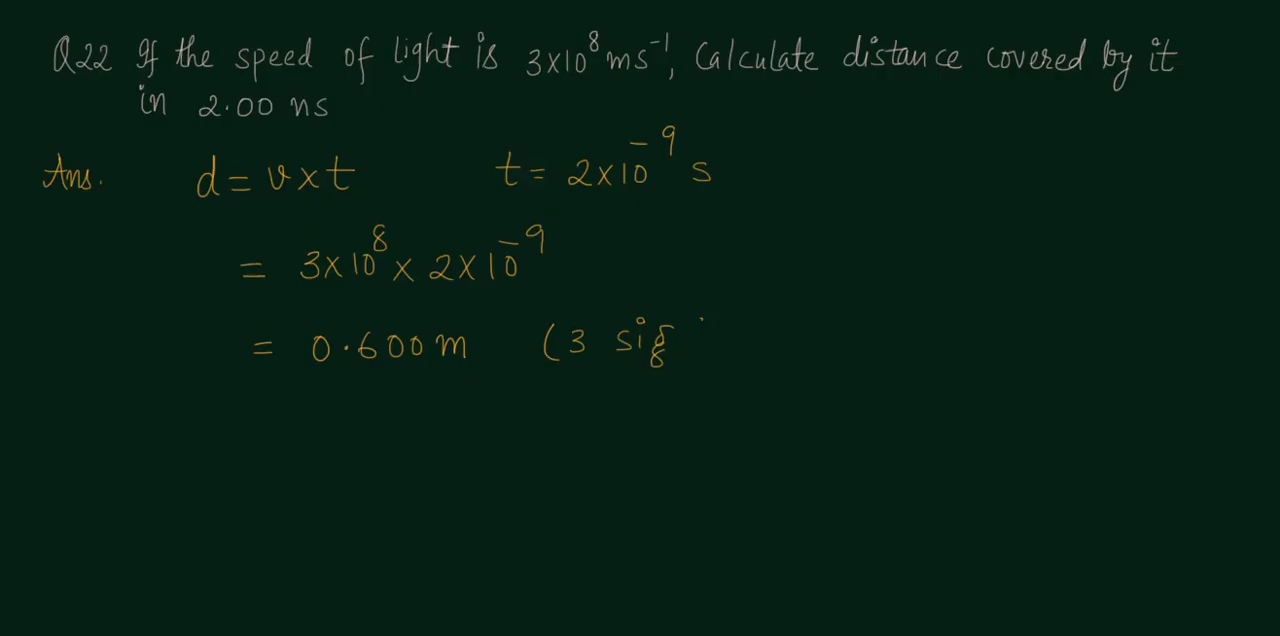 Q22 If the speed of light is 3×10⁸ ms⁻¹, Calculate distance covered by it
in 2.00 ns
Ans. d = v×t t = 2×10⁻⁹ s
= 3×10⁸ × 2×10⁻⁹
= 0.600m (3 sig